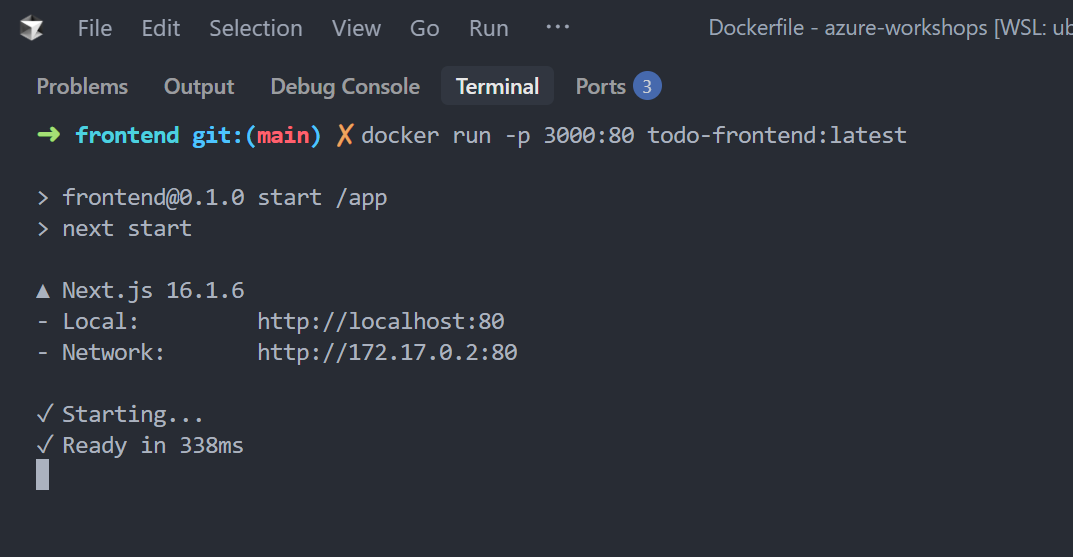 File Edit Selection View Go Run ··· Dockerfile - azure-workshops [WSL: ub
Problems Output Debug Console Terminal Ports 3
➜ frontend git:(main) ✗ docker run -p 3000:80 todo-frontend:latest
> frontend@0.1.0 start /app
> next start
▲ Next.js 16.1.6
- Local: http://localhost:80
- Network: http://172.17.0.2:80
✓ Starting...
✓ Ready in 338ms